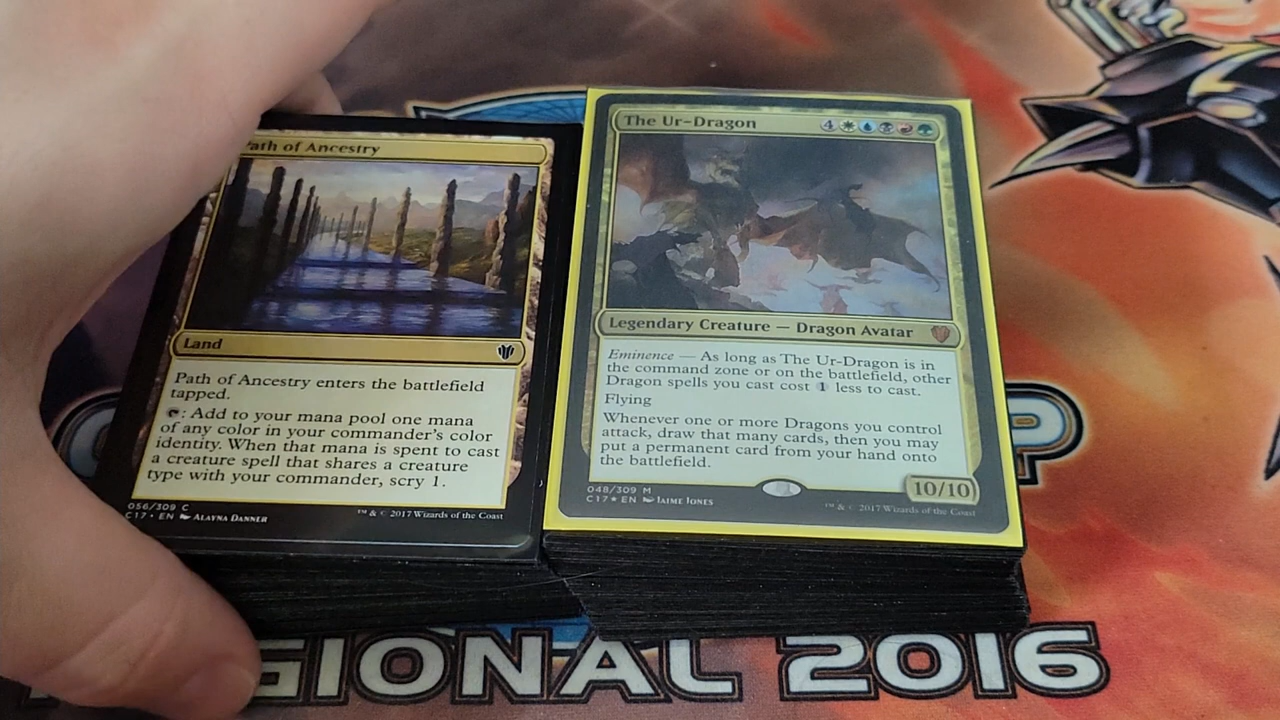 Path of Ancestry
Land
Path of Ancestry enters the battlefield
tapped.
: Add to your mana pool one mana
of any color in your commander's color
identity. When that mana is spent to cast
a creature spell that shares a creature
type with your commander, scry 1.
056/309 C
C17 • EN ALAYNA DANNER
™ & © 2017 Wizards of the Coast
The Ur-Dragon
4
Legendary Creature — Dragon Avatar
Eminence — As long as The Ur-Dragon is in
the command zone or on the battlefield, other
Dragon spells you cast cost 1 less to cast.
Flying
Whenever one or more Dragons you control
attack, draw that many cards, then you may
put a permanent card from your hand onto
the battlefield.
10/10
048/309 M
C17 ★ EN JAIME JONES
™ & © 2017 Wizards of the Coast
P
GIONAL 2016